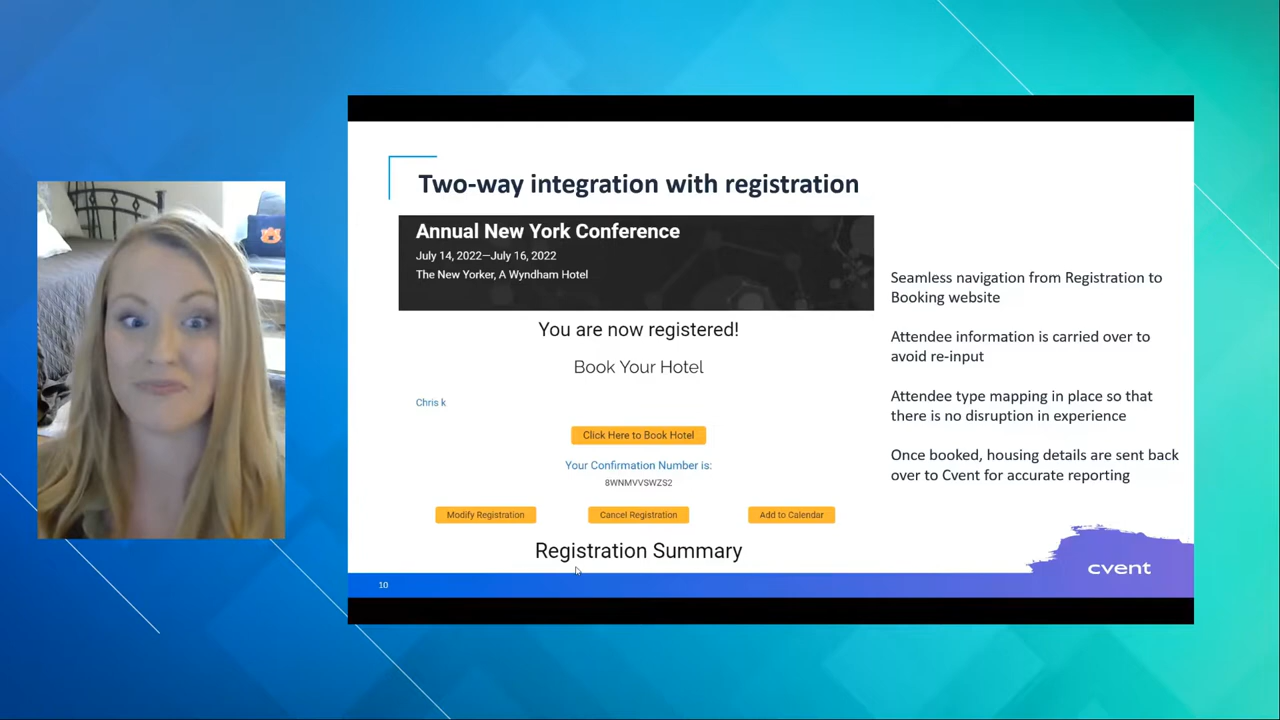 Two-way integration with registration
Annual New York Conference
July 14, 2022—July 16, 2022
The New Yorker, A Wyndham Hotel
You are now registered!
Book Your Hotel
Chris k
Click Here to Book Hotel
Your Confirmation Number is:
8WNMVVSWZS2
Modify Registration
Cancel Registration
Add to Calendar
Registration Summary
Seamless navigation from Registration to
Booking website
Attendee information is carried over to
avoid re-input
Attendee type mapping in place so that
there is no disruption in experience
Once booked, housing details are sent back
over to Cvent for accurate reporting
10
cvent